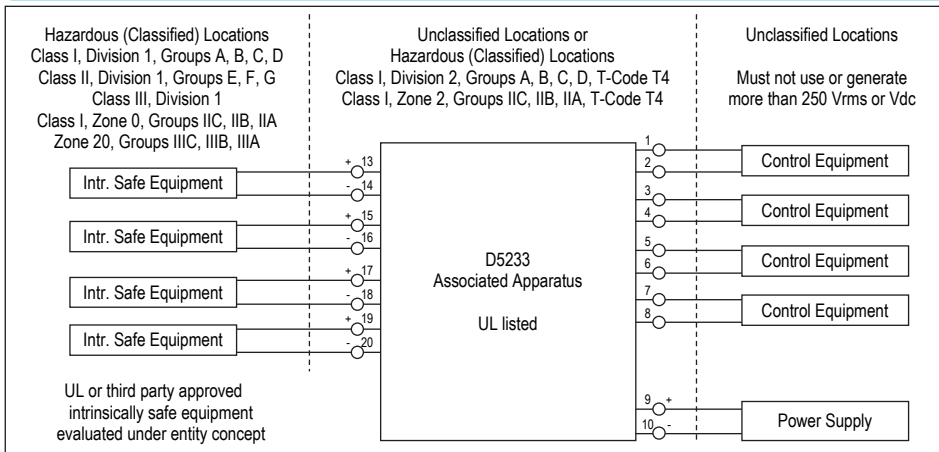 Hazardous (Classified) Locations
Class I, Division 1, Groups A, B, C, D
Class II, Division 1, Groups E, F, G
Class III, Division 1
Class I, Zone 0, Groups IIC, IIB, IIA
Zone 20, Groups IIIC, IIIB, IIIA
Unclassified Locations or
Hazardous (Classified) Locations
Class I, Division 2, Groups A, B, C, D, T-Code T4
Class I, Zone 2, Groups IIC, IIB, IIA, T-Code T4
Unclassified Locations
Must not use or generate
more than 250 Vrms or Vdc
Intr. Safe Equipment
+ 13
- 14
Intr. Safe Equipment
+ 15
- 16
Intr. Safe Equipment
+ 17
- 18
Intr. Safe Equipment
+ 19
- 20
UL or third party approved
intrinsically safe equipment
evaluated under entity concept
D5233
Associated Apparatus
UL listed
1
2
Control Equipment
3
4
Control Equipment
5
6
Control Equipment
7
8
Control Equipment
9 +
10 -
Power Supply